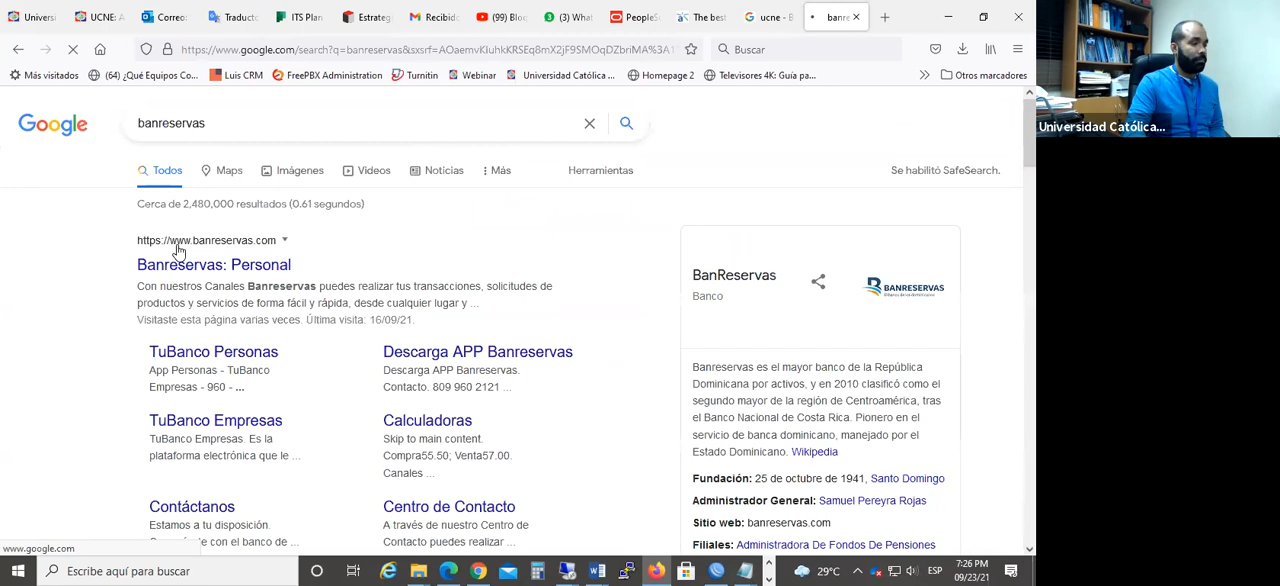 Universi
UCNE: A
Correo:
Traducto
ITS Plan
Estrateg
Recibido
(99) Blo
(3) What
PeopleSo
The best
ucne - B
banre
https://www.google.com/search?q=banreservas&sxsrf=
Buscar
Más visitados
(64) ¿Qué Equipos Co...
Luis CRM
FreePBX Administration
Turnitin
Webinar
Universidad Católica ...
Homepage 2
Televisores 4K: Guía pa...
Otros marcadores
Google
banreservas
Todos
Maps
Imágenes
Videos
Noticias
Más
Herramientas
Se habilitó SafeSearch.
Cerca de 2,480,000 resultados (0.61 segundos)
https://www.banreservas.com
Banreservas: Personal
Con nuestros Canales Banreservas puedes realizar tus transacciones, solicitudes de
productos y servicios de forma fácil y rápida, desde cualquier lugar y ...
Visitaste esta página varias veces. Última visita: 16/09/21.
TuBanco Personas
App Personas - TuBanco
Empresas - 960 - ...
Descarga APP Banreservas
Descarga APP Banreservas.
Contacto. 809 960 2121 ...
TuBanco Empresas
TuBanco Empresas. Es la
plataforma electrónica que le ...
Calculadoras
Skip to main content.
Compra55.50; Venta57.00.
Canales ...
Contáctanos
Estamos a tu disposición.
con el banco de ...
Centro de Contacto
A través de nuestro Centro de
Contacto puedes realizar ...
BanReservas
Banco
BANRESERVAS
Banreservas es el mayor banco de la República
Dominicana por activos, y en 2010 clasificó como el
segundo mayor de la región de Centroamérica, tras
el Banco Nacional de Costa Rica. Pionero en el
servicio de banca dominicano, manejado por el
Estado Dominicano. Wikipedia
Fundación: 25 de octubre de 1941, Santo Domingo
Administrador General: Samuel Pereyra Rojas
Sitio web: banreservas.com
Filiales: Administradora De Fondos De Pensiones
www.google.com
Escribe aquí para buscar
29°C
ESP
7:26 PM
09/23/21
Universidad Católica...